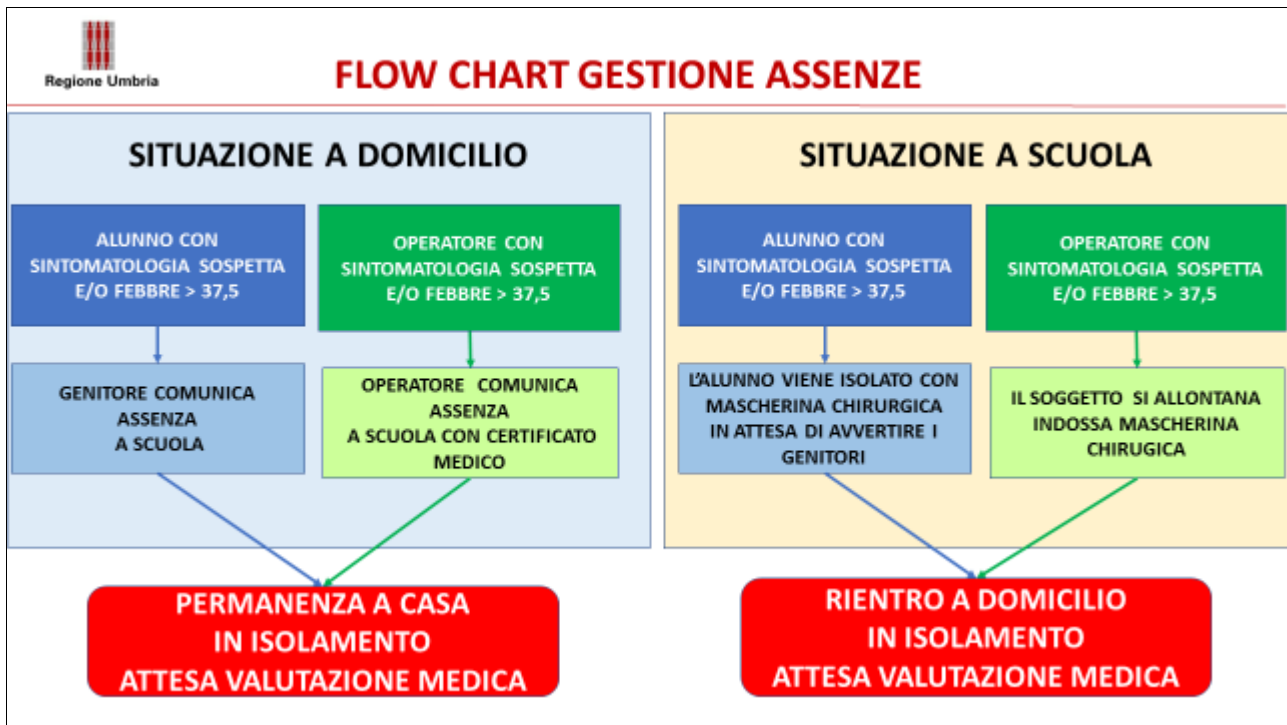 Regione Umbria
FLOW CHART GESTIONE ASSENZE
SITUAZIONE A DOMICILIO
ALUNNO CON
SINTOMATOLOGIA SOSPETTA
E/O FEBBRE > 37,5
OPERATORE CON
SINTOMATOLOGIA SOSPETTA
E/O FEBBRE > 37,5
GENITORE COMUNICA
ASSENZA
A SCUOLA
OPERATORE COMUNICA
ASSENZA
A SCUOLA CON CERTIFICATO
MEDICO
PERMANENZA A CASA
IN ISOLAMENTO
ATTESA VALUTAZIONE MEDICA
SITUAZIONE A SCUOLA
ALUNNO CON
SINTOMATOLOGIA SOSPETTA
E/O FEBBRE > 37,5
OPERATORE CON
SINTOMATOLOGIA SOSPETTA
E/O FEBBRE > 37,5
L'ALUNNO VIENE ISOLATO CON
MASCHERINA CHIRURGICA
IN ATTESA DI AVVERTIRE I
GENITORI
IL SOGGETTO SI ALLONTANA
INDOSSA MASCHERINA
CHIRUGICA
RIENTRO A DOMICILIO
IN ISOLAMENTO
ATTESA VALUTAZIONE MEDICA